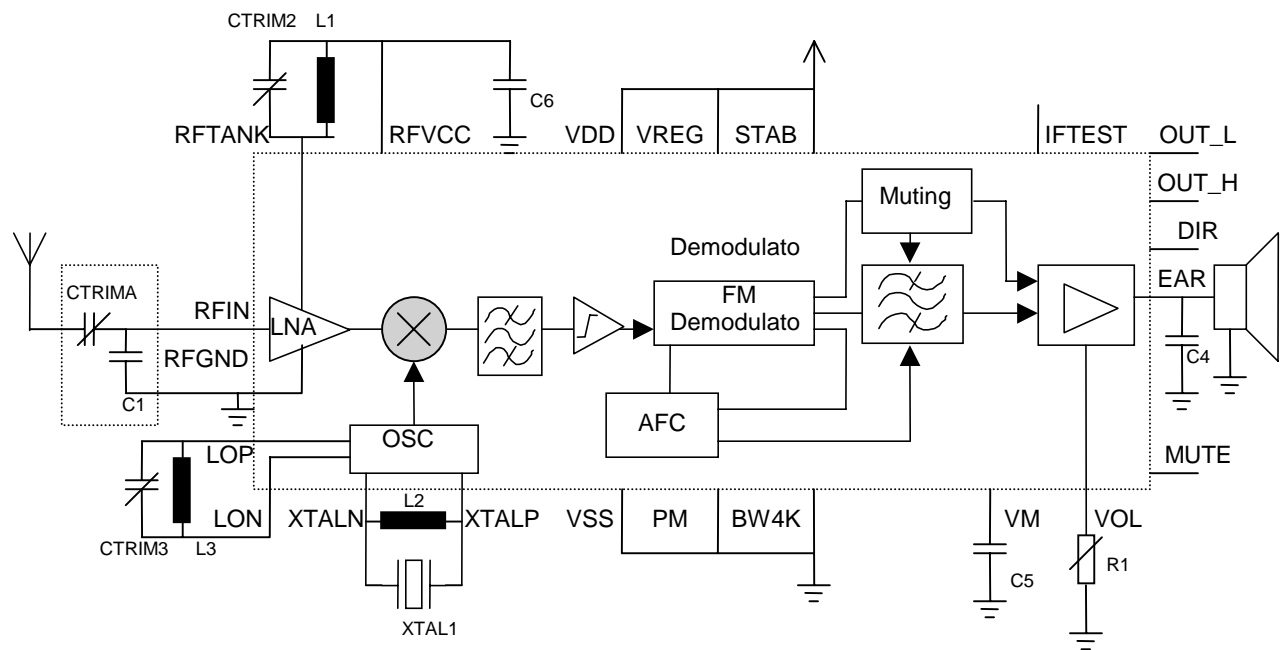 CTRIM2 L1
C6
RFTANK RFVCC VDD VREG STAB IFTEST OUT_L
OUT_H
Muting
DIR
Demodulato
EAR
CTRIMA
RFIN LNA
FM
Demodulato
RFGND
C4
C1
AFC
OSC
LOP
MUTE
L2
LON XTALN XTALP VSS PM BW4K VM VOL
CTRIM3 L3
R1
C5
XTAL1